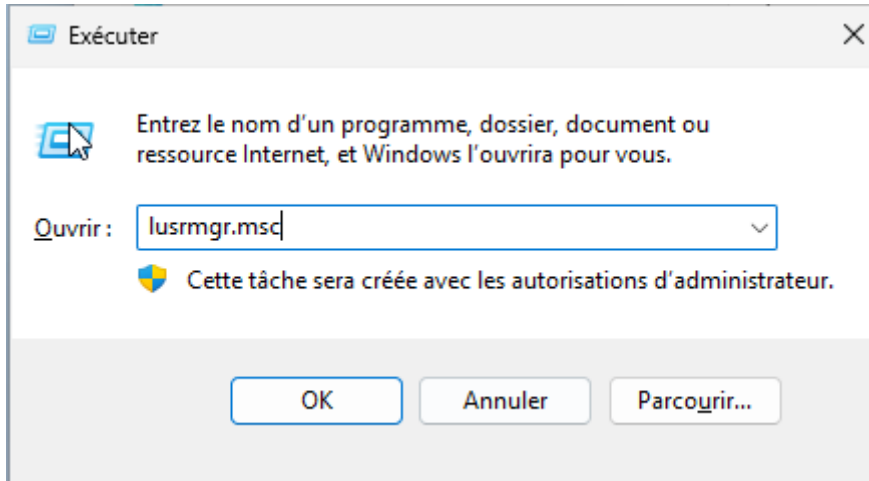 Exécuter
Entrez le nom d'un programme, dossier, document ou
ressource Internet, et Windows l'ouvrira pour vous.
Ouvrir : lusrmgr.msc
Cette tâche sera créée avec les autorisations d'administrateur.
OK Annuler Parcourir...